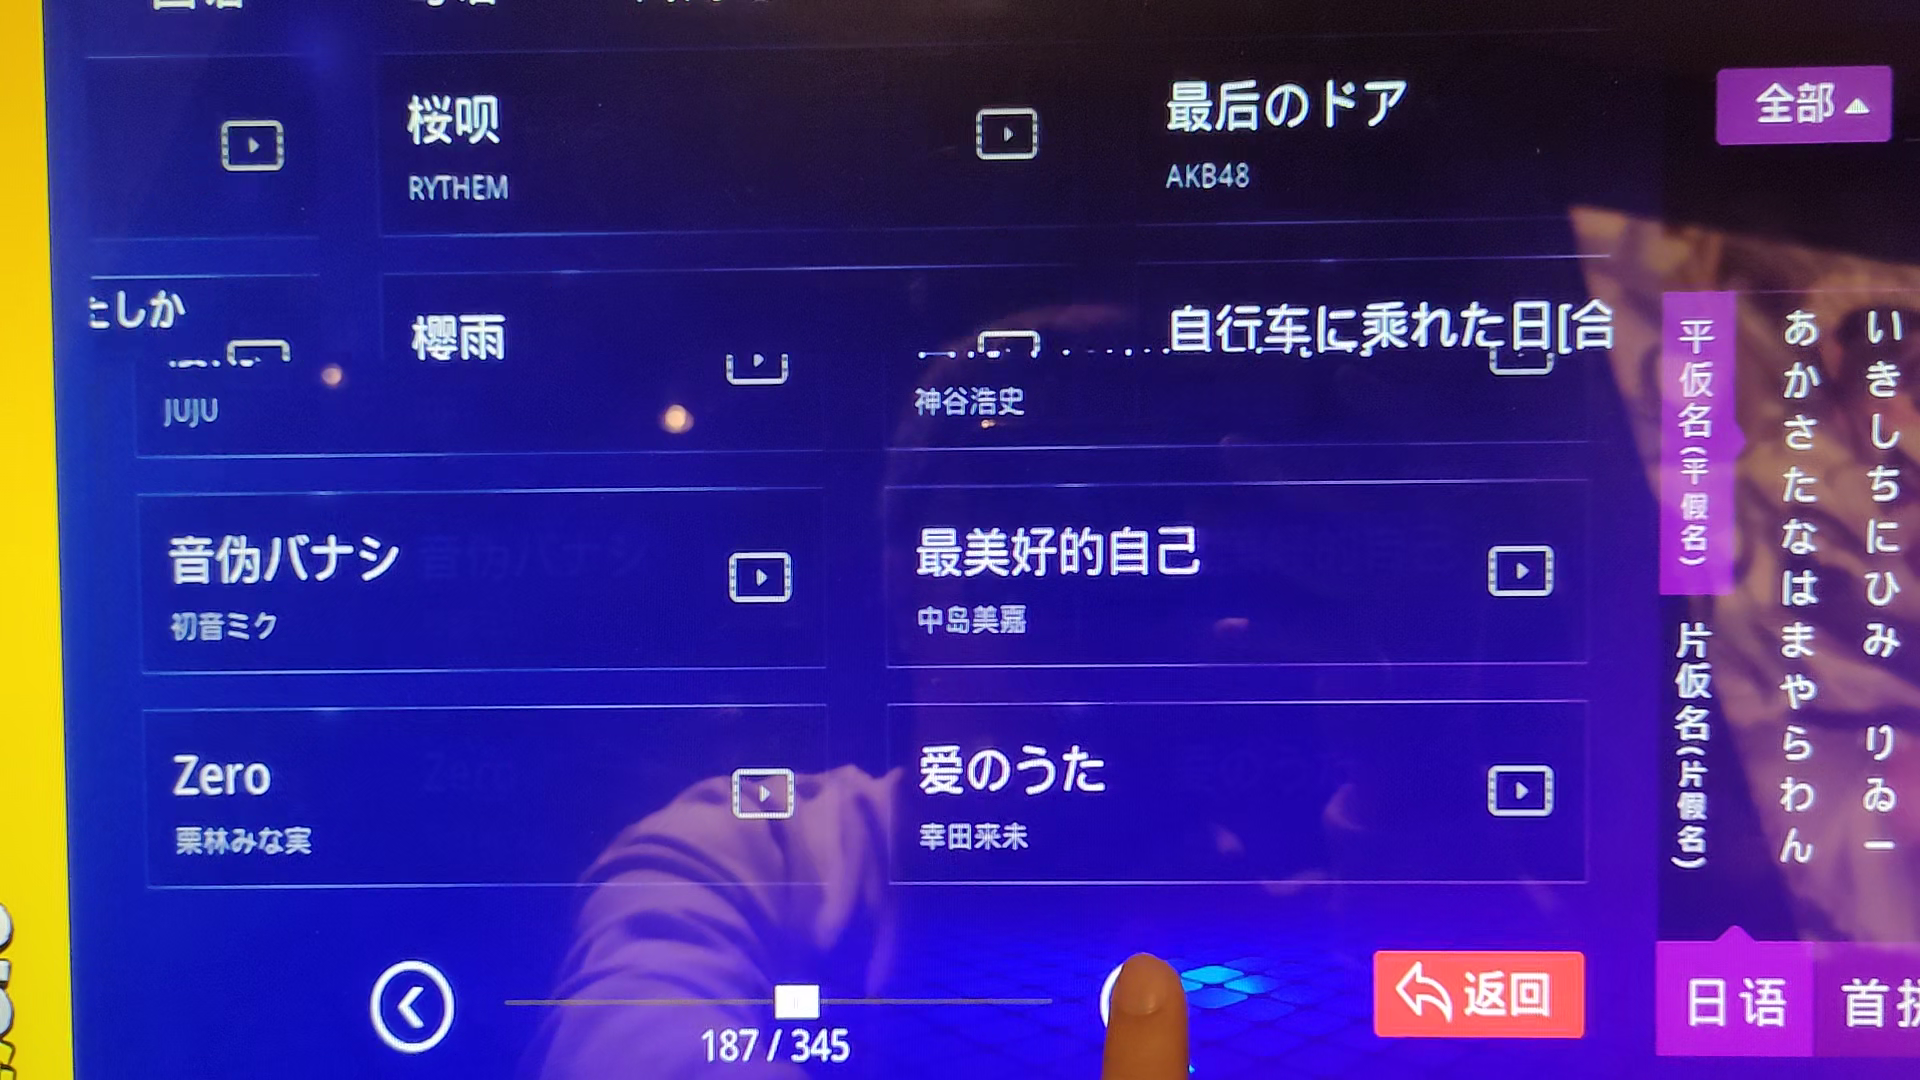 桜呗
RYTHEM
最后のドア
AKB48
全部
としか
櫻雨
自行车に乘れた日[合
JUJU
神谷浩史
音伪バナシ
初音ミク
最美好的自己
中岛美嘉
Zero
栗林みな実
爱のうた
幸田来未
187 / 345
返回
平仮名(平假名)
片仮名(片假名)
あかさたなはまやらわん
いきしちにひみ りゐー
日语
首